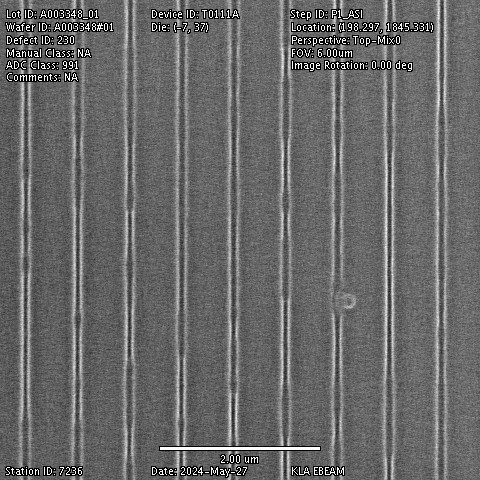 Lot ID: A003348_01
Wafer ID: A003348#01
Defect ID: 230
Manual Class: NA
ADC Class: 991
Comments: NA
Device ID: T0111A
Die: (-7, 37)
Step ID: P1_ASI
Location: (198.297, 1845.331)
Perspective: Top-Mix0
FOV: 6.00um
Image Rotation: 0.00 deg
2.00 um
Station ID: 7236
Date: 2024-May-27
KLA EBEAM